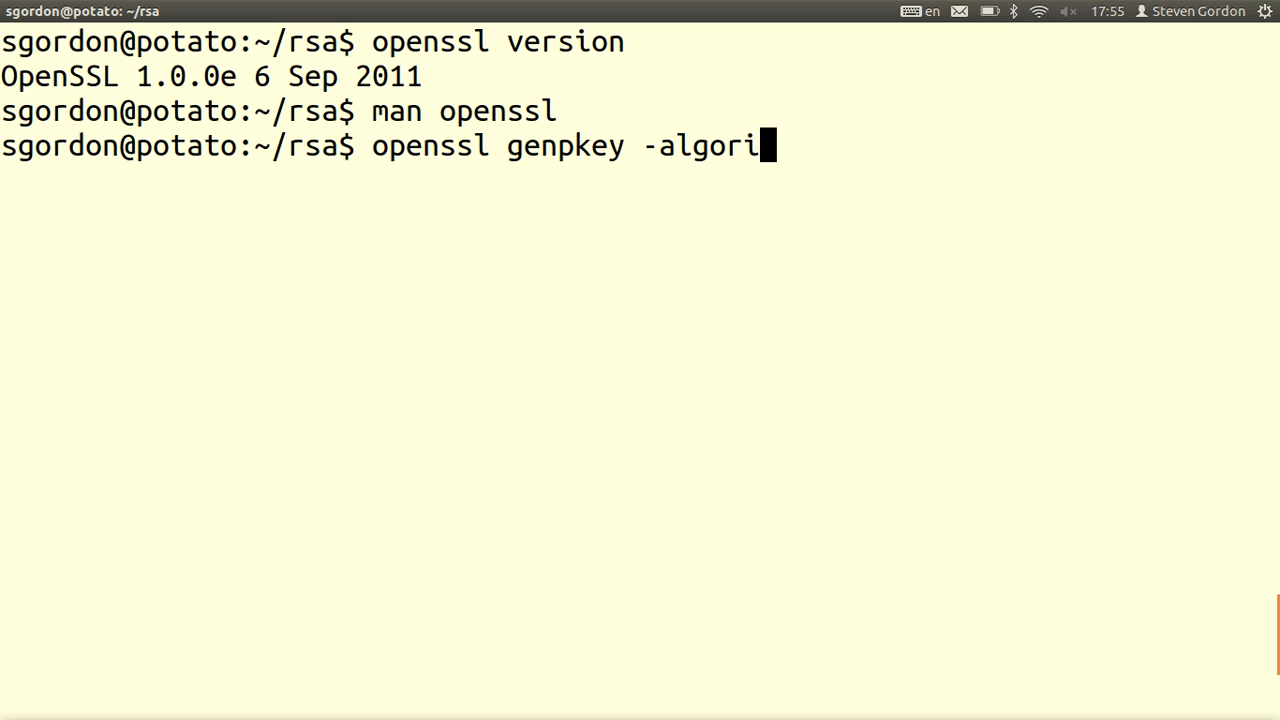 sgordon@potato: ~/rsa
en
17:55
Steven Gordon
sgordon@potato:~/rsa$ openssl version
OpenSSL 1.0.0e 6 Sep 2011
sgordon@potato:~/rsa$ man openssl
sgordon@potato:~/rsa$ openssl genpkey -algori